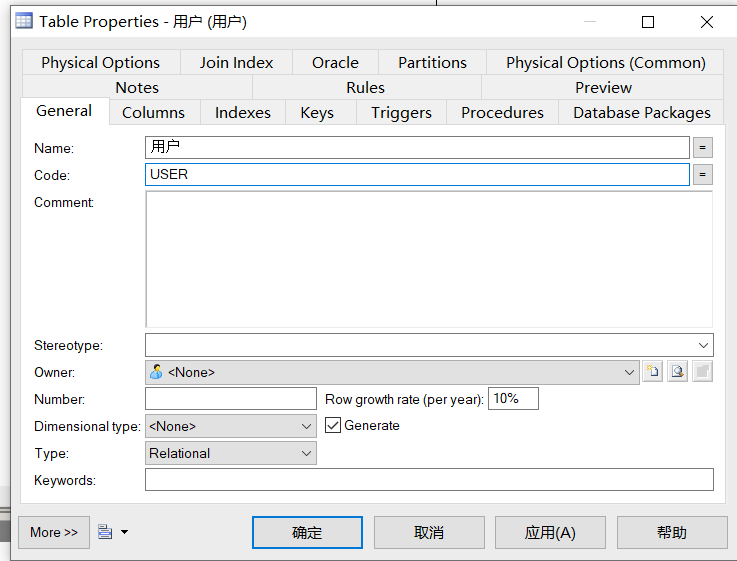 Table Properties - 用户 (用户)
Physical Options Join Index Oracle Partitions Physical Options (Common)
Notes Rules Preview
General Columns Indexes Keys Triggers Procedures Database Packages
Name: 用户 =
Code: USER =
Comment:
Stereotype:
Owner: <None>
Number: Row growth rate (per year): 10%
Dimensional type: <None> Generate
Type: Relational
Keywords:
More >> 确定 取消 应用(A) 帮助